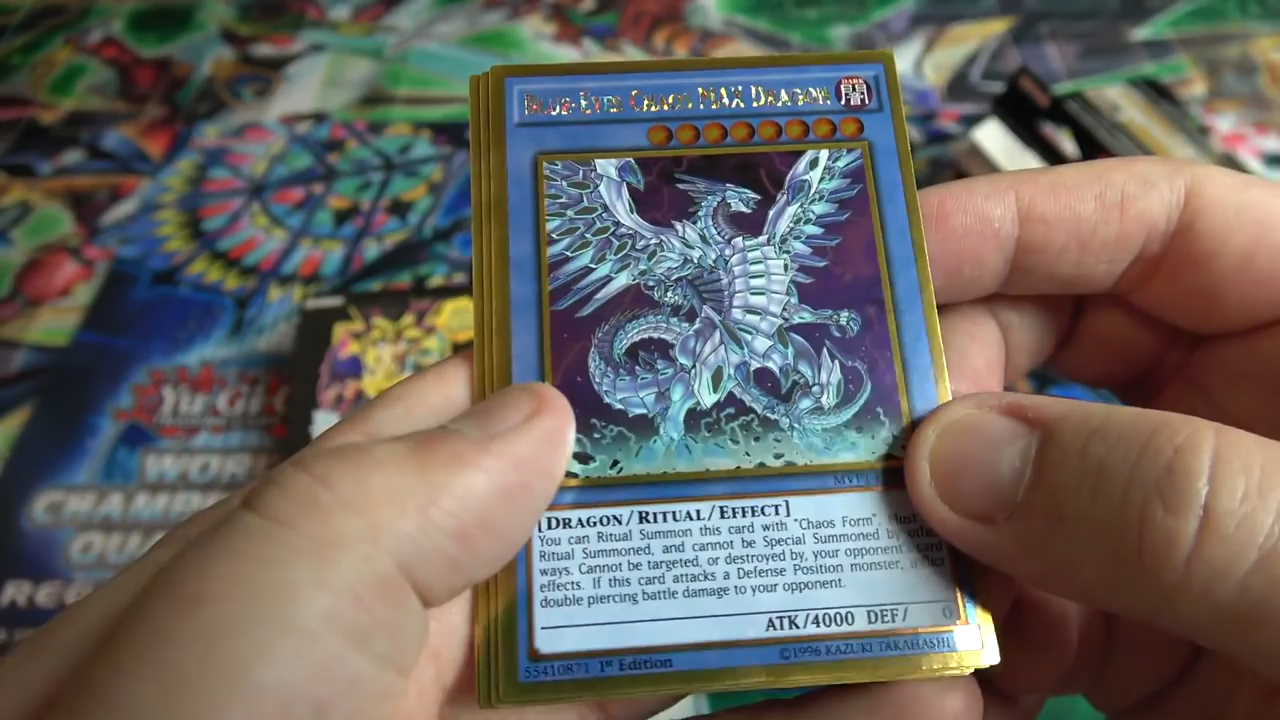 BLUE-EYES CHAOS MAX DRAGON
DARK
闇
[DRAGON/RITUAL/EFFECT]
You can Ritual Summon this card with "Chaos Form". Must
Ritual Summoned, and cannot be Special Summoned by other
ways. Cannot be targeted, or destroyed by, your opponent's card
effects. If this card attacks a Defense Position monster,
double piercing battle damage to your opponent.
ATK/4000 DEF/ 0
55410871 1st Edition
©1996 KAZUKI TAKAHASHI
Yu-Gi-Oh!
WORL
CHAMP
QUA
RE